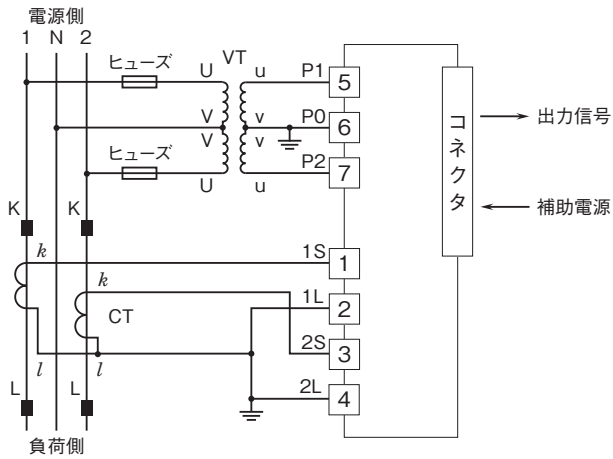 電源側
1 N 2
ヒューズ
VT
U u P1 5
V v P0 6
V v
ヒューズ
U u P2 7
コネクタ
出力信号
補助電源
K K
k 1S 1
k 1L 2
CT
2S 3
l l
L L 2L 4
負荷側